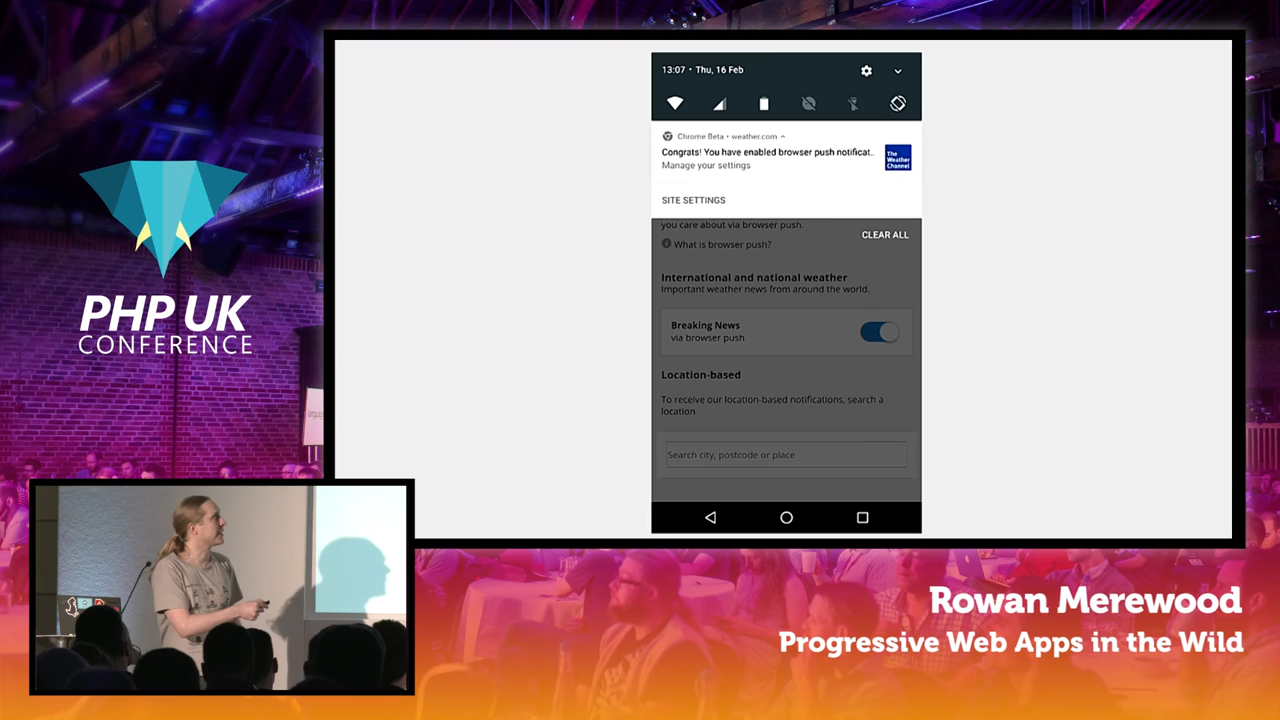 PHP UK
CONFERENCE
13:07 • Thu, 16 Feb
Chrome Beta • weather.com
Congrats! You have enabled browser push notificat..
Manage your settings
The
Weather
Channel
SITE SETTINGS
you care about via browser push.
CLEAR ALL
What is browser push?
International and national weather
Important weather news from around the world.
Breaking News
via browser push
Location-based
To receive our location-based notifications, search a
location
Search city, postcode or place
Rowan Merewood
Progressive Web Apps in the Wild